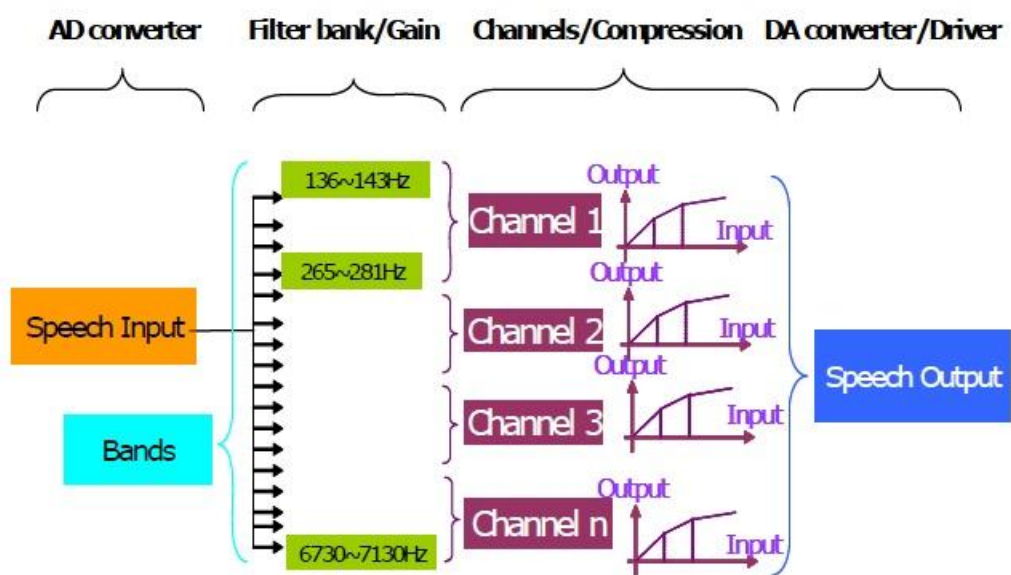 AD converter
Filter bank/Gain
Channels/Compression
DA converter/Driver
Speech Input
Bands
136~143Hz
265~281Hz
6730~7130Hz
Channel 1
Output
Input
Channel 2
Output
Input
Channel 3
Output
Input
Channel n
Output
Input
Speech Output